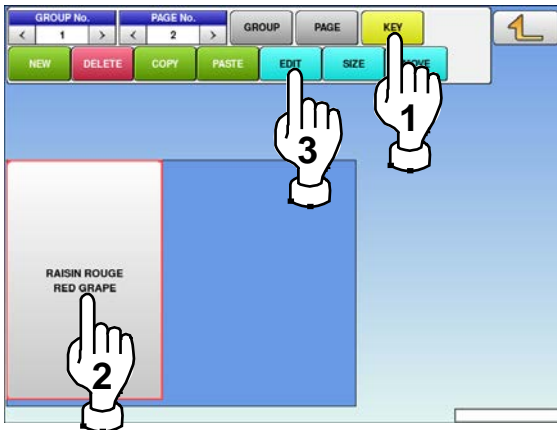 GROUP No. PAGE No.
< 1 > < 2 > GROUP PAGE KEY
NEW DELETE COPY PASTE EDIT SIZE
1
3
RAISIN ROUGE
RED GRAPE
2